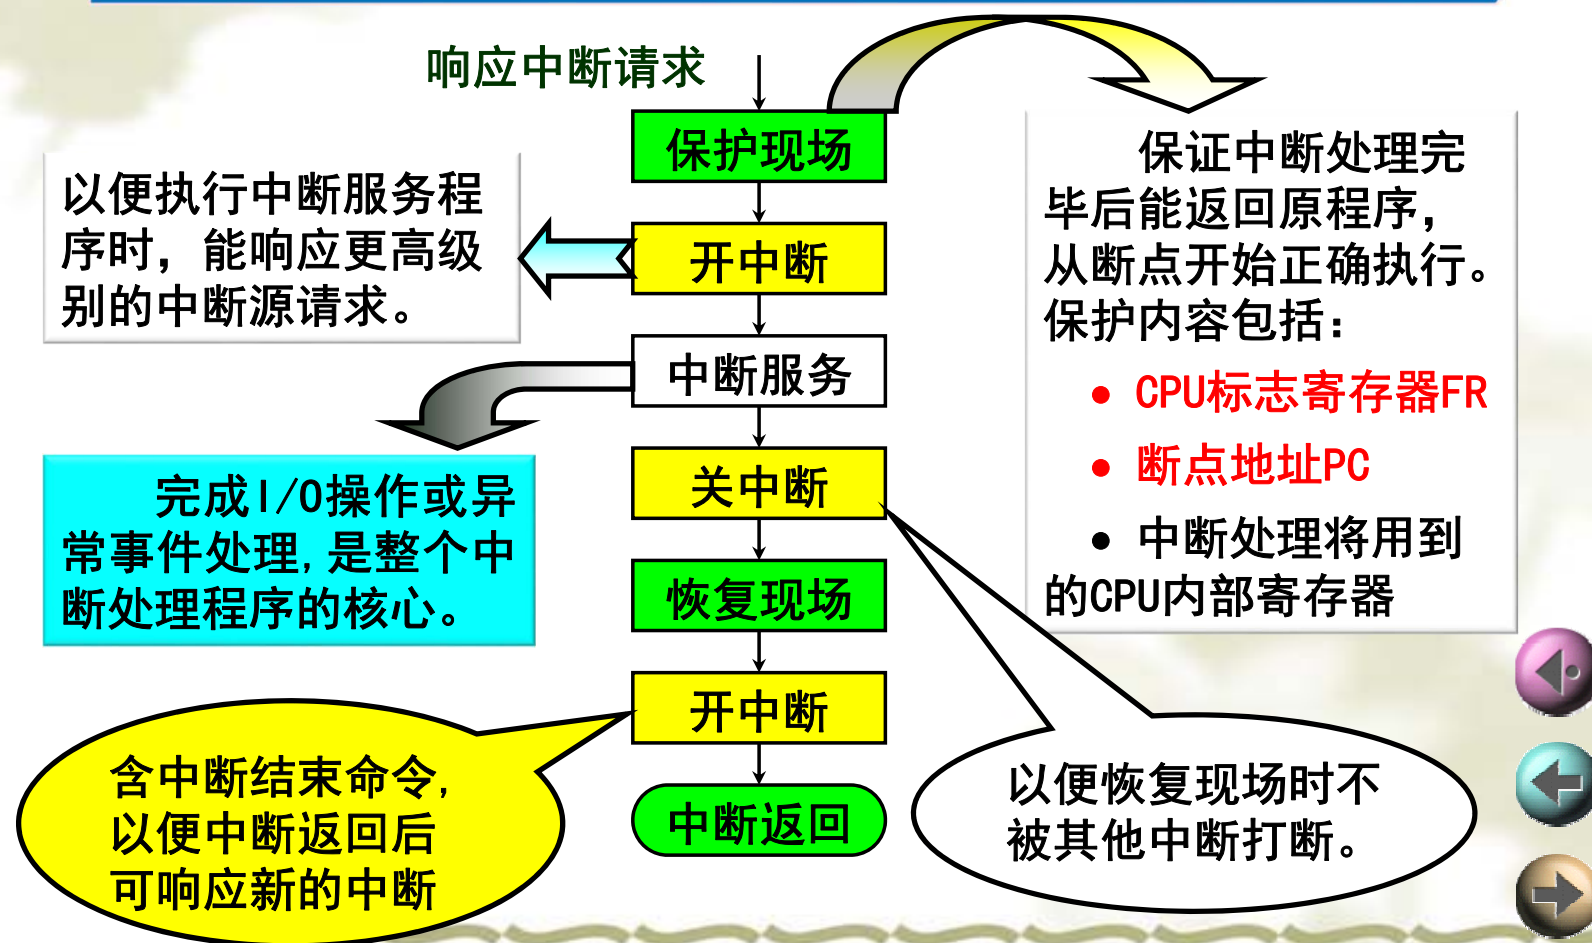 响应中断请求
保护现场
开中断
中断服务
关中断
恢复现场
开中断
中断返回
以便执行中断服务程
序时，能响应更高级
别的中断源请求。
完成I/O操作或异
常事件处理,是整个中
断处理程序的核心。
含中断结束命令,
以便中断返回后
可响应新的中断
保证中断处理完
毕后能返回原程序，
从断点开始正确执行。
保护内容包括：
● CPU标志寄存器FR
● 断点地址PC
● 中断处理将用到
的CPU内部寄存器
以便恢复现场时不
被其他中断打断。